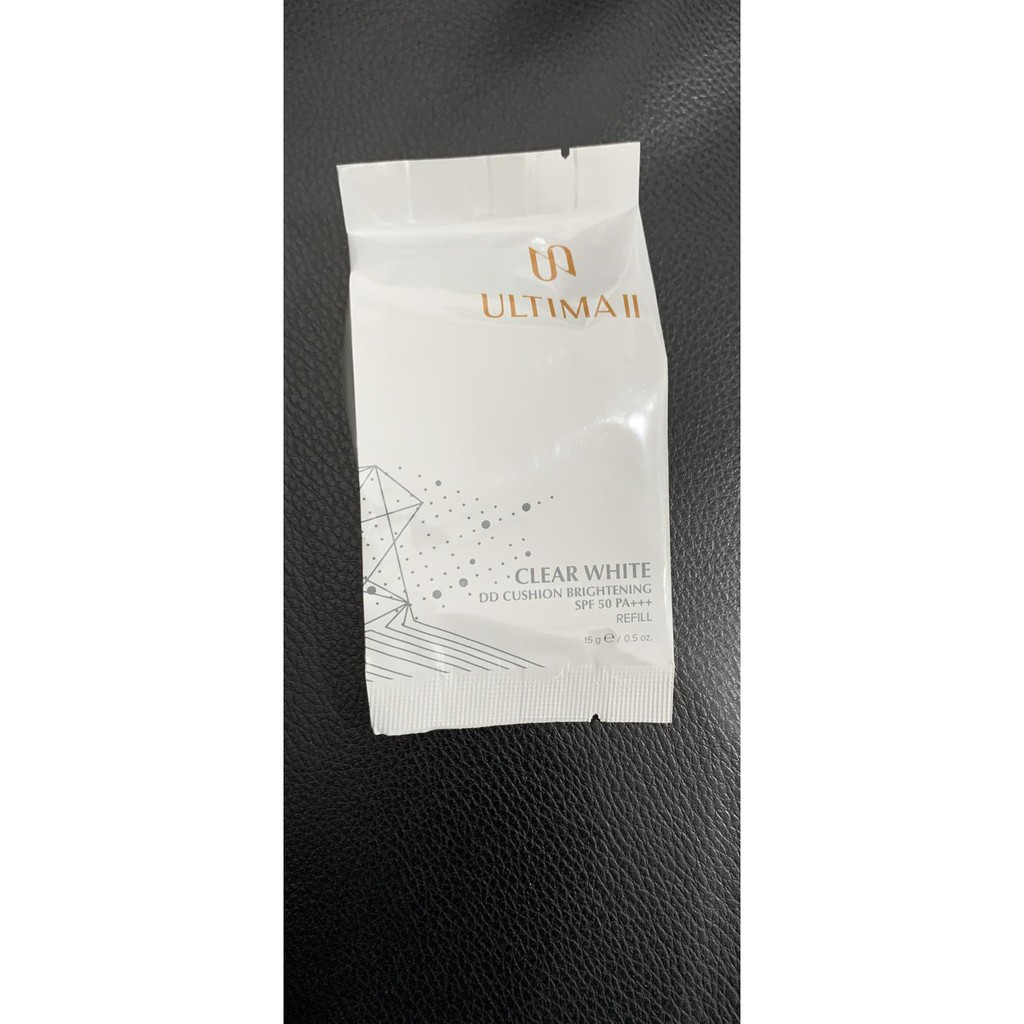 ULTIMA II
CLEAR WHITE
DD CUSHION BRIGHTENING
SPF 50 PA+++
REFILL
15 g ℮ / 0.5 oz.